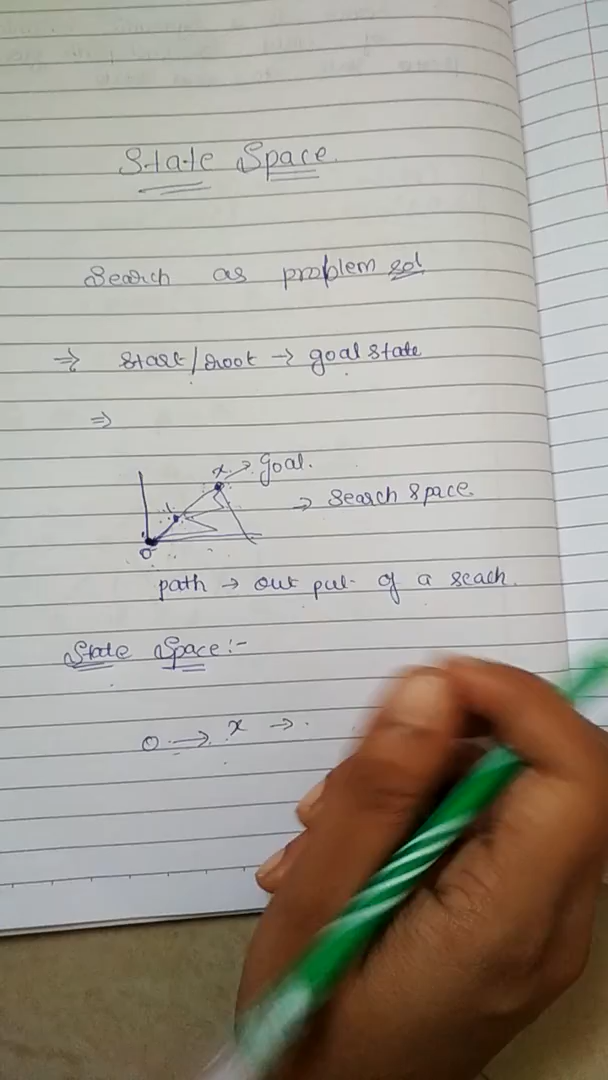 State Space.
Search as problem sol
⇒ start/root → goal state
⇒
x → Goal.
→ Search space
0
path → out put of a seach.
State Space:-
0 → x → .